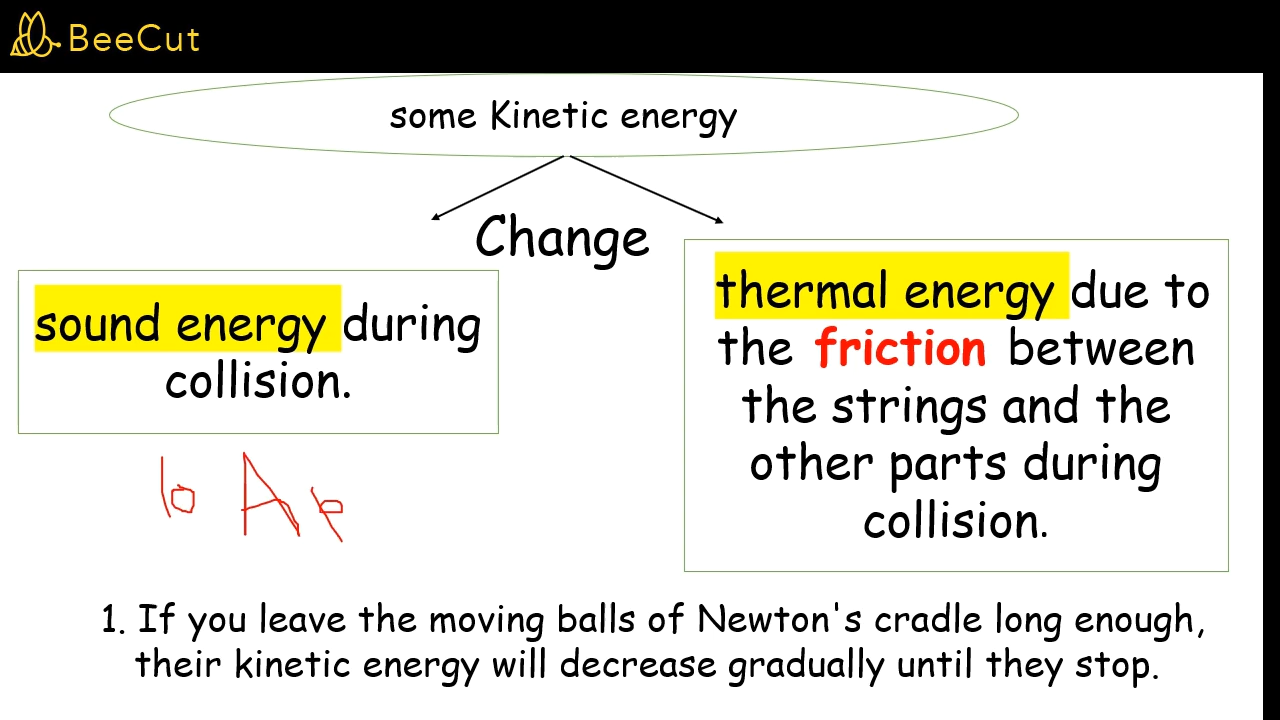 BeeCut
some Kinetic energy
Change
sound energy during
collision.
thermal energy due to
the friction between
the strings and the
other parts during
collision.
1. If you leave the moving balls of Newton's cradle long enough,
their kinetic energy will decrease gradually until they stop.